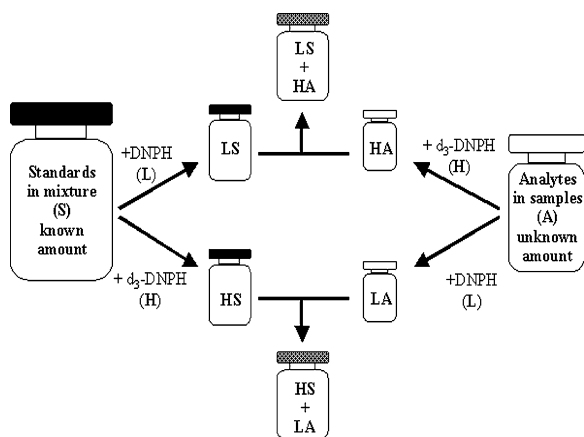 LS
+
HA
Standards
in mixture
(S)
known
amount
+DNPH
(L)
LS
HA
+ d₃-DNPH
(H)
Analytes
in samples
(A)
unknown
amount
+ d₃-DNPH
(H)
HS
LA
+DNPH
(L)
HS
+
LA